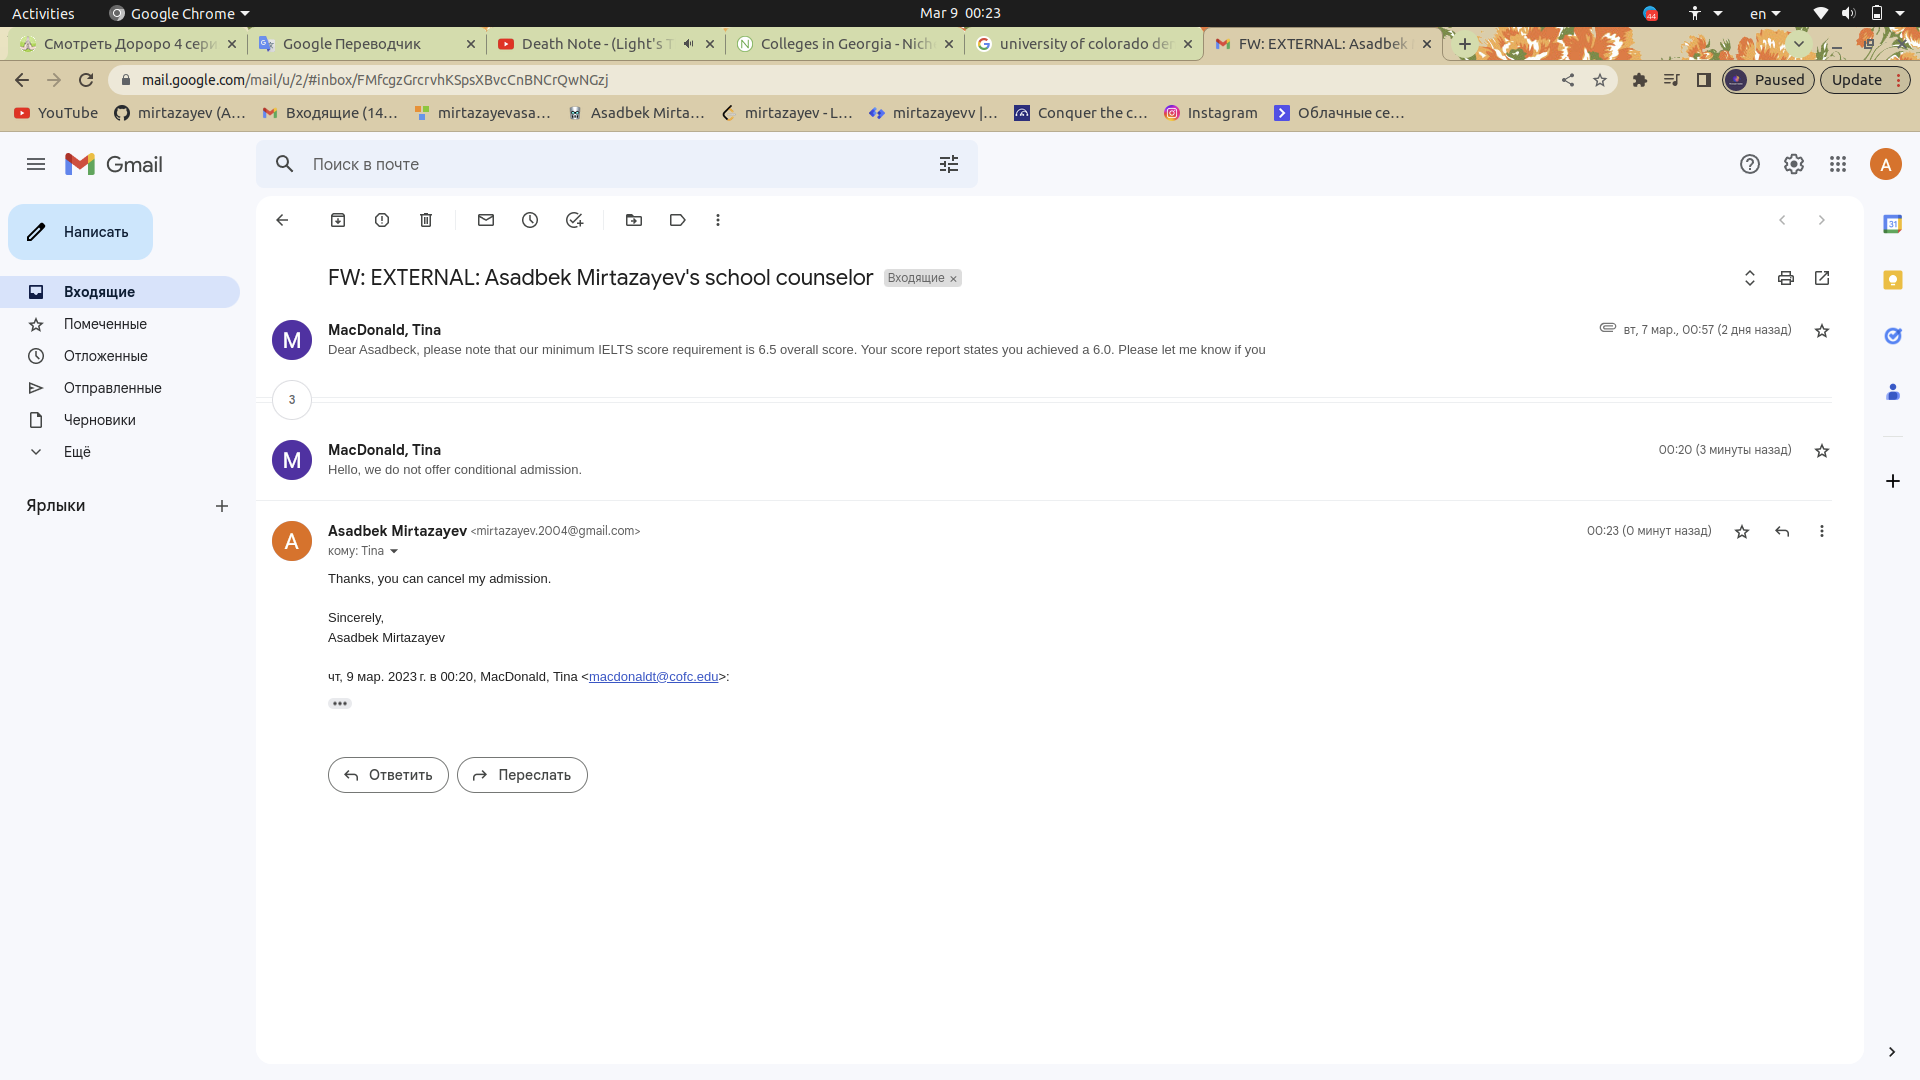 Activities
Google Chrome
Mar 9 00:23
44
en
Смотреть Дороро 4 сери
Google Переводчик
Death Note - (Light's T
Colleges in Georgia - Nich
university of colorado den
FW: EXTERNAL: Asadbek
mail.google.com/mail/u/2/#inbox/FMfcgzGrcrvhKSpsXBvcCnBNCrQwNGzj
Paused
Update
YouTube
mirtazayev (A...
Входящие (14...
mirtazayevasa...
Asadbek Mirta...
mirtazayev - L...
mirtazayevv |...
Conquer the c...
Instagram
Облачные се...
Gmail
Поиск в почте
A
Написать
Входящие
Помеченные
Отложенные
Отправленные
Черновики
Ещё
Ярлыки
31
FW: EXTERNAL: Asadbek Mirtazayev's school counselor
Входящие ×
M
MacDonald, Tina
вт, 7 мар., 00:57 (2 дня назад)
Dear Asadbeck, please note that our minimum IELTS score requirement is 6.5 overall score. Your score report states you achieved a 6.0. Please let me know if you
3
M
MacDonald, Tina
00:20 (3 минуты назад)
Hello, we do not offer conditional admission.
A
Asadbek Mirtazayev <mirtazayev.2004@gmail.com>
00:23 (0 минут назад)
кому: Tina
Thanks, you can cancel my admission.
Sincerely,
Asadbek Mirtazayev
чт, 9 мар. 2023 г. в 00:20, MacDonald, Tina <macdonaldt@cofc.edu>:
Ответить
Переслать